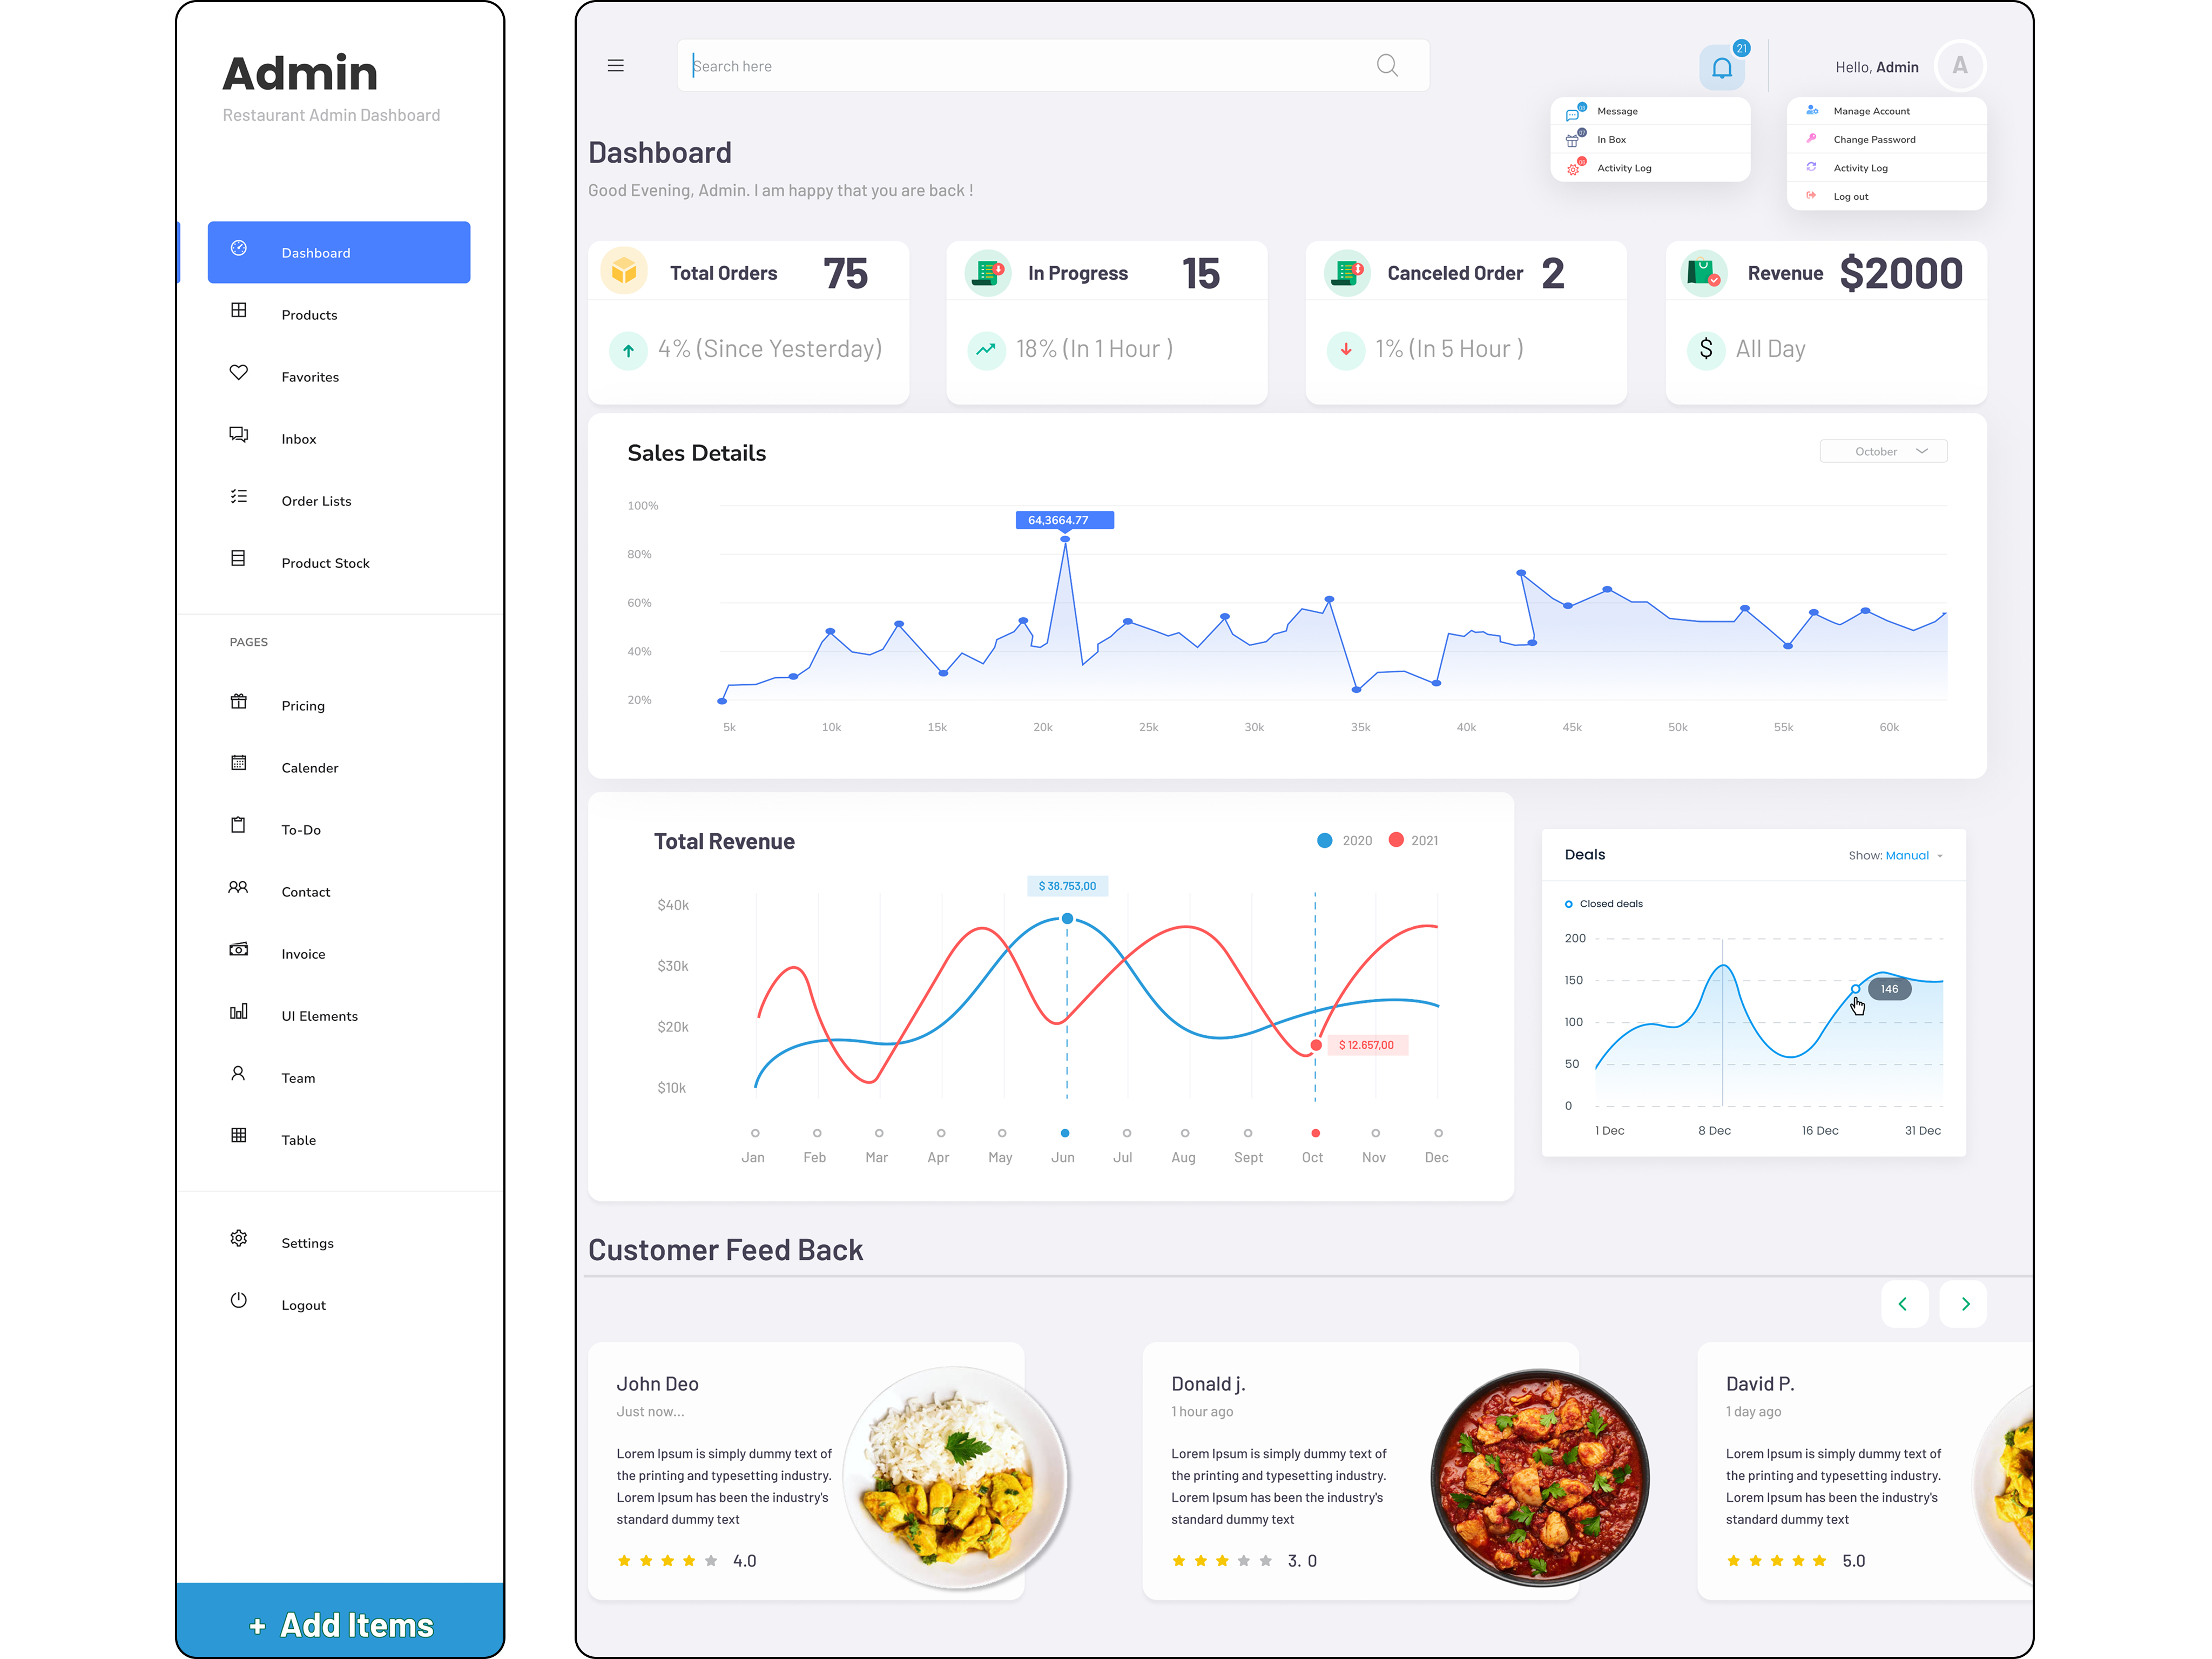 Admin
Restaurant Admin Dashboard
Dashboard
Products
Favorites
Inbox
Order Lists
Product Stock
PAGES
Pricing
Calender
To-Do
Contact
Invoice
UI Elements
Team
Table
Settings
Logout
+ Add Items
Search here
21
Hello, Admin
A
Message
In Box
Activity Log
Manage Account
Change Password
Activity Log
Log out
Dashboard
Good Evening, Admin. I am happy that you are back !
Total Orders 75
4% (Since Yesterday)
In Progress 15
18% (In 1 Hour )
Canceled Order 2
1% (In 5 Hour )
Revenue $2000
$ All Day
Sales Details
October
100%
80%
60%
40%
20%
64,3664.77
5k 10k 15k 20k 25k 30k 35k 40k 45k 50k 55k 60k
Total Revenue
2020 2021
$40k
$30k
$20k
$10k
$ 38.753,00
$ 12.657,00
Jan Feb Mar Apr May Jun Jul Aug Sept Oct Nov Dec
Deals
Show: Manual
Closed deals
200
150
100
50
0
146
1 Dec 8 Dec 16 Dec 31 Dec
Customer Feed Back
John Deo
Just now...
Lorem Ipsum is simply dummy text of
the printing and typesetting industry.
Lorem Ipsum has been the industry's
standard dummy text
4.0
Donald j.
1 hour ago
Lorem Ipsum is simply dummy text of
the printing and typesetting industry.
Lorem Ipsum has been the industry's
standard dummy text
3. 0
David P.
1 day ago
Lorem Ipsum is simply dummy text of
the printing and typesetting industry.
Lorem Ipsum has been the industry's
standard dummy text
5.0